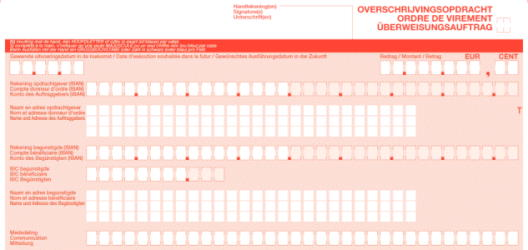 Handtekening(en)
Signature(s)
Unterschrift(en)
OVERSCHRIJVINGSOPDRACHT
ORDRE DE VIREMENT
ÜBERWEISUNGSAUFTRAG
Gewenste uitvoeringsdatum in de toekomst / Date d'exécution souhaitée dans le futur / Gewünschtes Ausführungsdatum in die Zukunft
Bedrag / Montant / Betrag EUR CENT
Rekening opdrachtgever (IBAN)
Compte donneur d'ordre (IBAN)
Konto des Auftraggebers (IBAN)
Naam en adres opdrachtgever
Nom et adresse donneur d'ordre
Name und Adresse des Auftraggebers
T
Rekening begunstigde (IBAN)
Compte bénéficiaire (IBAN)
Konto des Begünstigten (IBAN)
BIC begunstigde
BIC bénéficiaire
BIC Begünstigten
Naam en adres begunstigde
Nom et adresse bénéficiaire
Name und Adresse des Begünstigten
Mededeling
Communication
Mitteilung